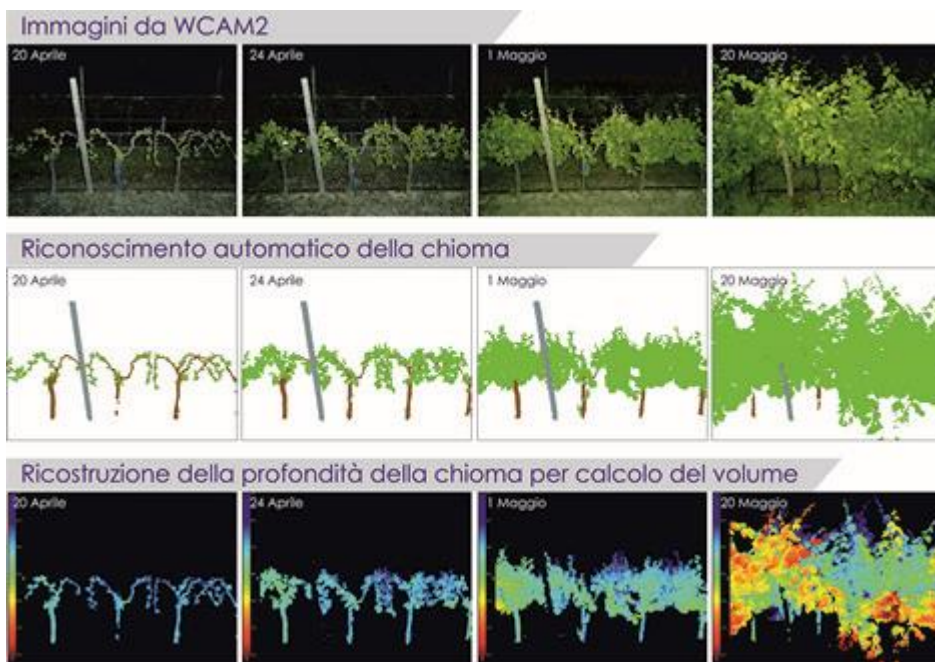 Immagini da WCAM2
20 Aprile
24 Aprile
1 Maggio
20 Maggio
Riconoscimento automatico della chioma
20 Aprile
24 Aprile
1 Maggio
20 Maggio
Ricostruzione della profondità della chioma per calcolo del volume
20 Aprile
24 Aprile
1 Maggio
20 Maggio